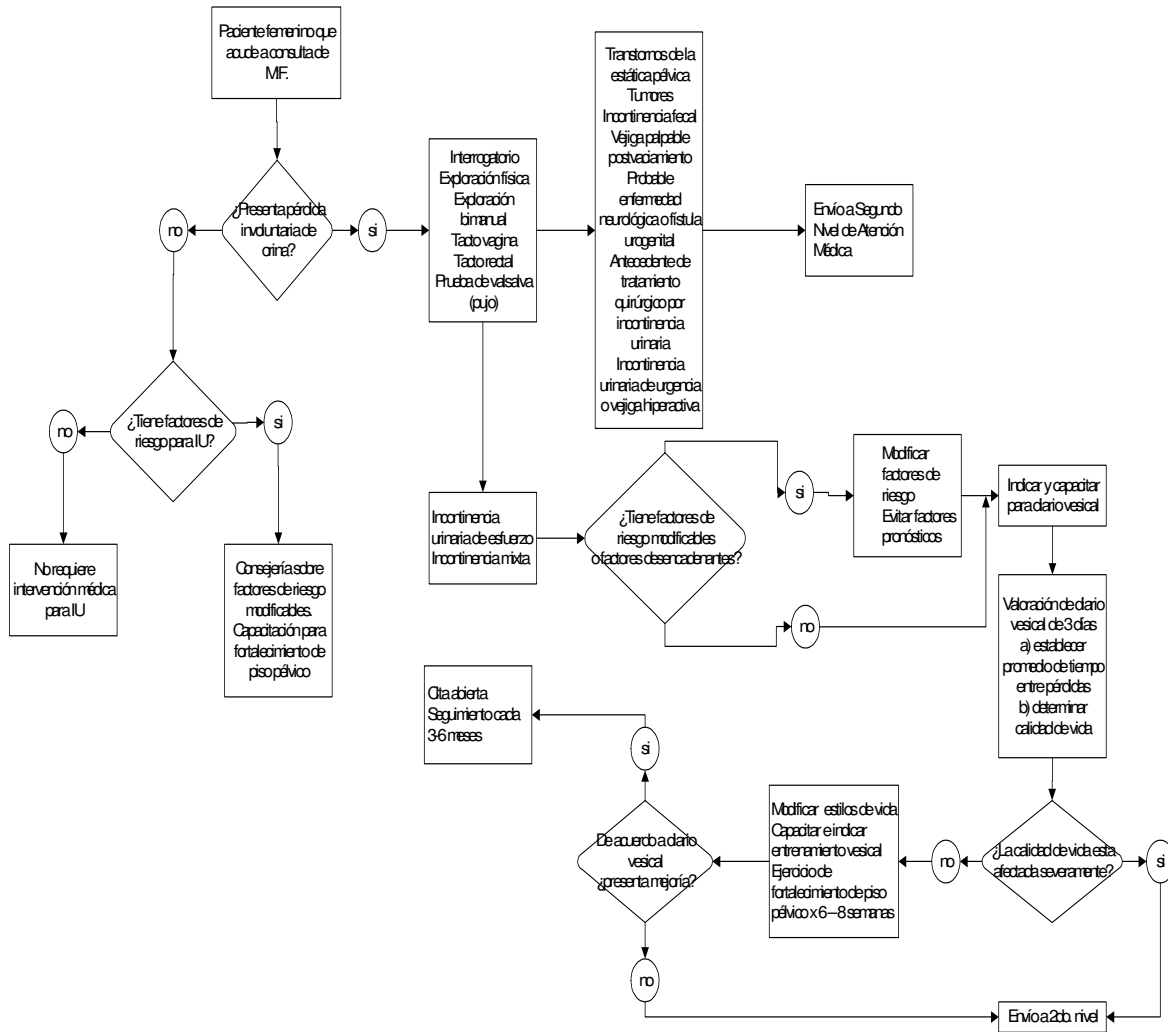 Paciente femenino que
acude a consulta de
M.F.
¿Presenta pérdida
involuntaria de
orina?
no
si
Interrogatorio
Exploración física
Exploración
bimanual
Tacto vagina
Tacto rectal
Prueba de valsalva
(pujo)
Transtornos de la
estática pélvica
Tumores
Incontinencia fecal
Vejiga palpable
postvaciamiento
Probable
enfermedad
neurológica o fístula
urogenital
Antecedente de
tratamiento
quirúrgico por
incontinencia
urinaria
Incontinencia
urinaria de urgencia
o vejiga hiperactiva
Envío a Segundo
Nivel de Atención
Médica
¿Tiene factores de
riesgo para IU?
no
si
No requiere
intervención médica
para IU
Consejería sobre
factores de riesgo
modificables.
Capacitación para
fortalecimiento de
piso pélvico
Incontinencia
urinaria de esfuerzo
Incontinencia mixta
¿Tiene factores de
riesgo modificables
o factores desencadenantes?
si
no
Modificar
factores de
riesgo
Evitar factores
pronósticos
Indicar y capacitar
para diario vesical
Valoración de diario
vesical de 3 días
a) establecer
promedo de tiempo
entre pérdidas
b) determinar
calidad de vida
¿La calidad de vida esta
afectada severamente?
no
si
Modificar estilos de vida
Capacitar e indicar
entrenamiento vesical
Ejercicio de
fortalecimiento de piso
pélvico x 6 – 8 semanas
De acuerdo a diario
vesical
¿presenta mejoría?
si
no
Cita abierta
Seguimiento cada
3-6 meses
Envío a 2do. nivel